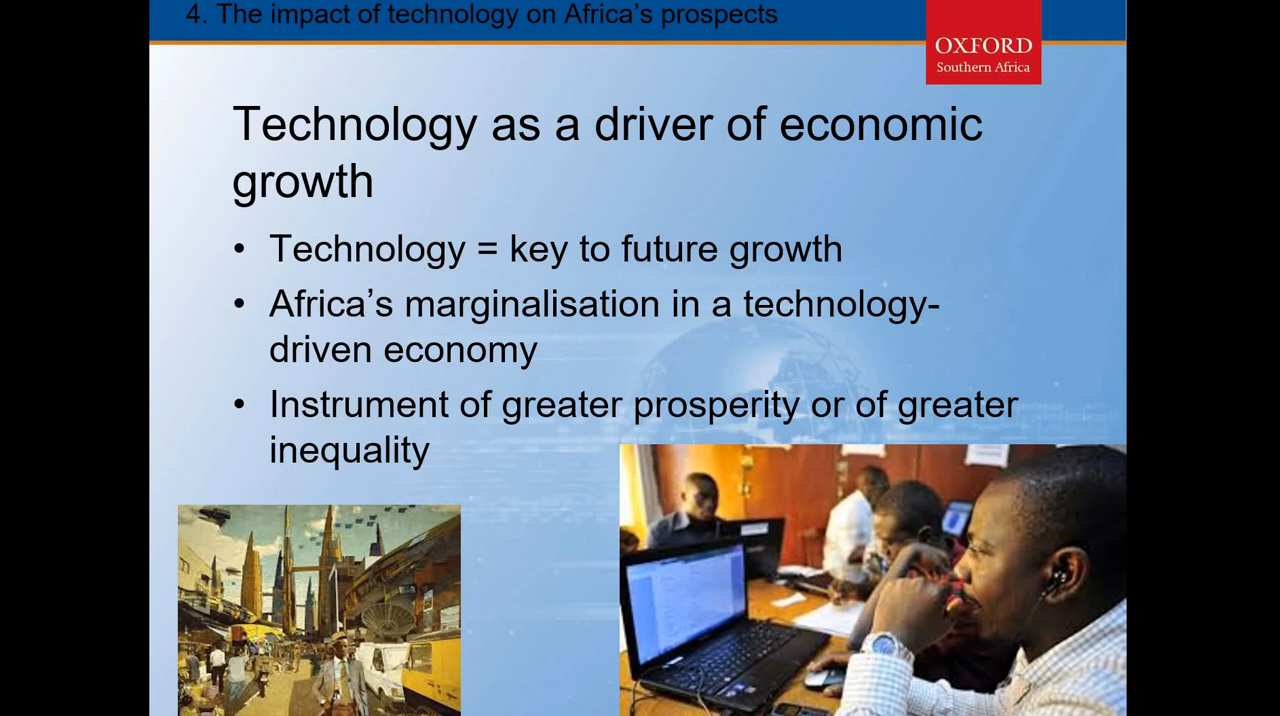 4. The impact of technology on Africa’s prospects
OXFORD
Southern Africa
Technology as a driver of economic
growth
• Technology = key to future growth
• Africa’s marginalisation in a technology-
driven economy
• Instrument of greater prosperity or of greater
inequality